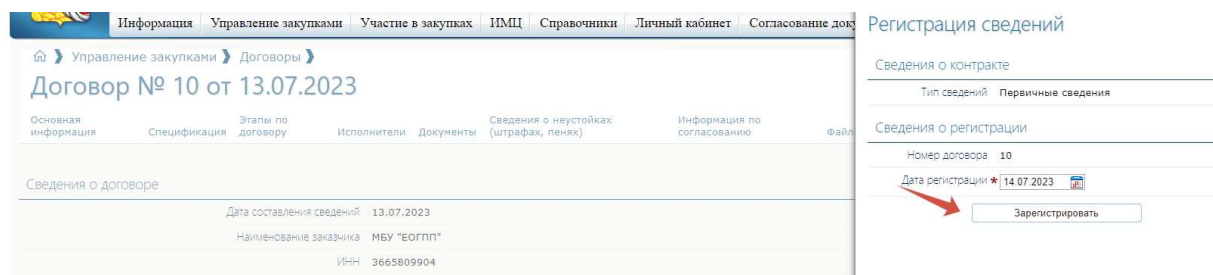 Информация Управление закупками Участие в закупках ИМЦ Справочники Личный кабинет Согласование
Управление закупками Договоры
Договор № 10 от 13.07.2023
Основная информация Спецификация Этапы по договору Исполнители Документы Сведения о неустойках (штрафах, пенях) Информация по согласованию
Сведения о договоре
Дата составления сведений 13.07.2023
Наименование заказчика МБУ "ЕОГПП"
ИНН 3665809904
Регистрация сведений
Сведения о контракте
Тип сведений Первичные сведения
Сведения о регистрации
Номер договора 10
Дата регистрации * 14.07.2023
Зарегистрировать